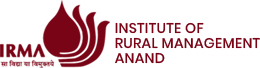 IRMA
सा विद्या या विमुक्तये
INSTITUTE OF
RURAL MANAGEMENT
ANAND